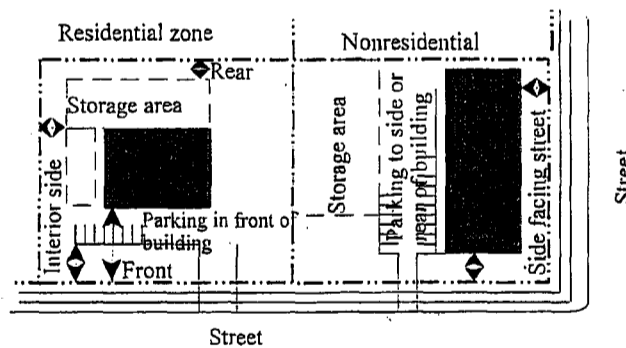 Residential zone
Nonresidential
Rear
Storage area
Interior side
Parking in front of
building
Front
Storage area
Parking to side or
rear of building
Side facing street
Street
Street